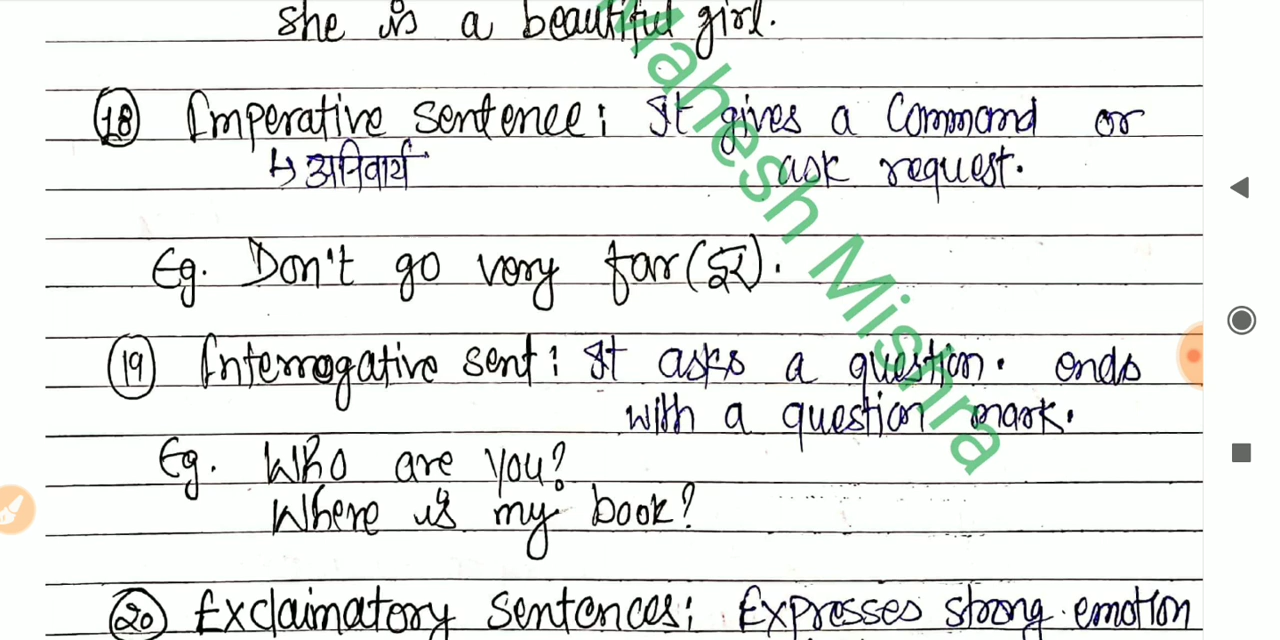 she is a beautiful girl.
18 Imperative sentence: It gives a Command or
↳ अनिवार्य ask request.
Eg. Don't go very far (दूर).
19 Interrogative sent: It asks a question. ends
with a question mark.
Eg. Who are you?
Where is my book?
20 Exclaimatory sentences: Expresses strong emotion
Mahesh Mishra